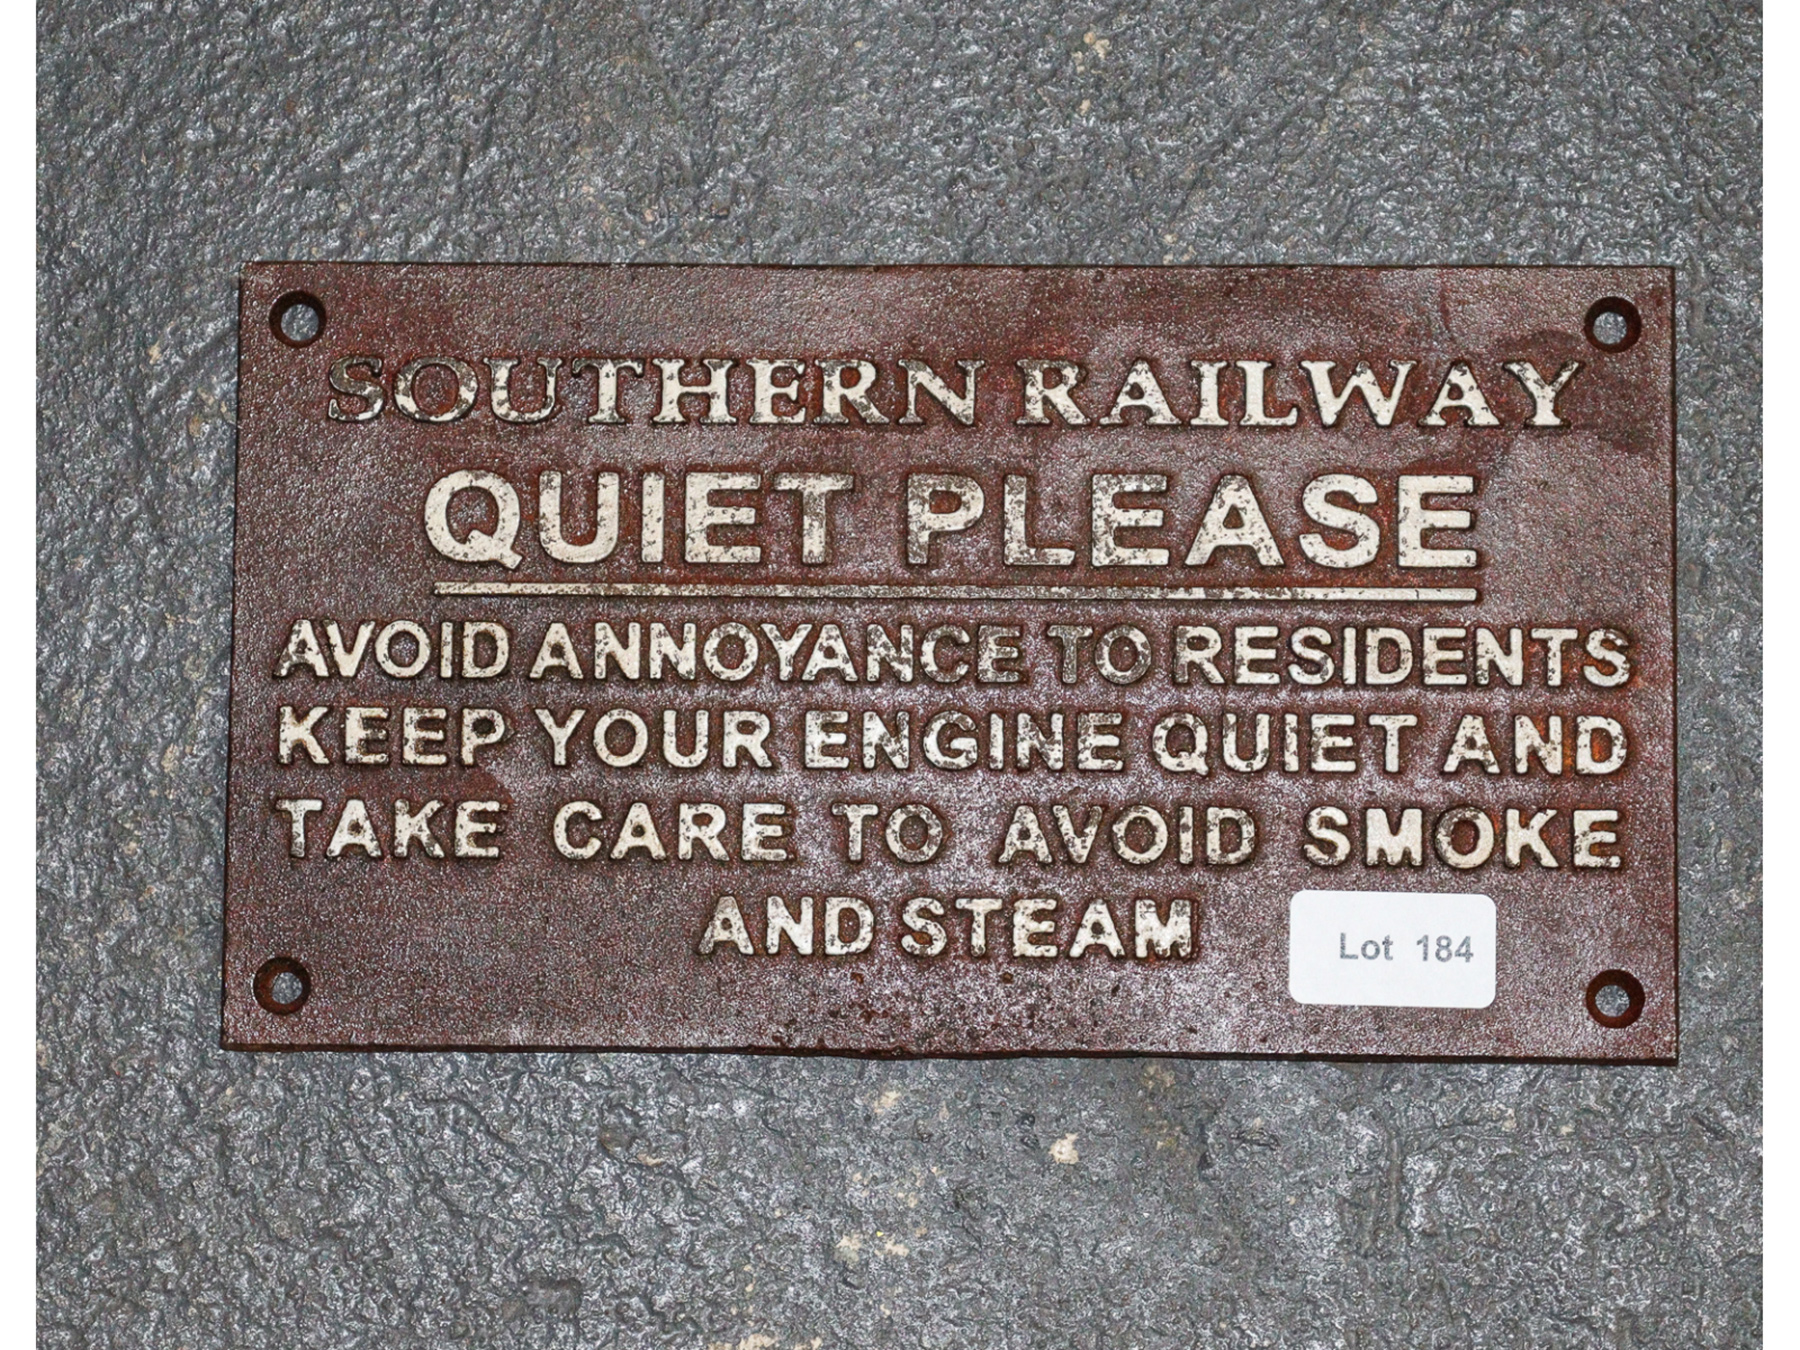 SOUTHERN RAILWAY
QUIET PLEASE
AVOID ANNOYANCE TO RESIDENTS
KEEP YOUR ENGINE QUIET AND
TAKE CARE TO AVOID SMOKE
AND STEAM
Lot 184